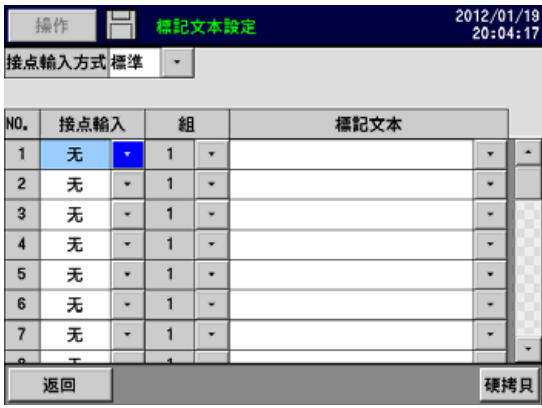 操作 標記文本設定 2012/01/19
20:04:17
接点輸入方式 標準
NO. 接点輸入 組 標記文本
1 无 1
2 无 1
3 无 1
4 无 1
5 无 1
6 无 1
7 无 1
返回 硬拷貝